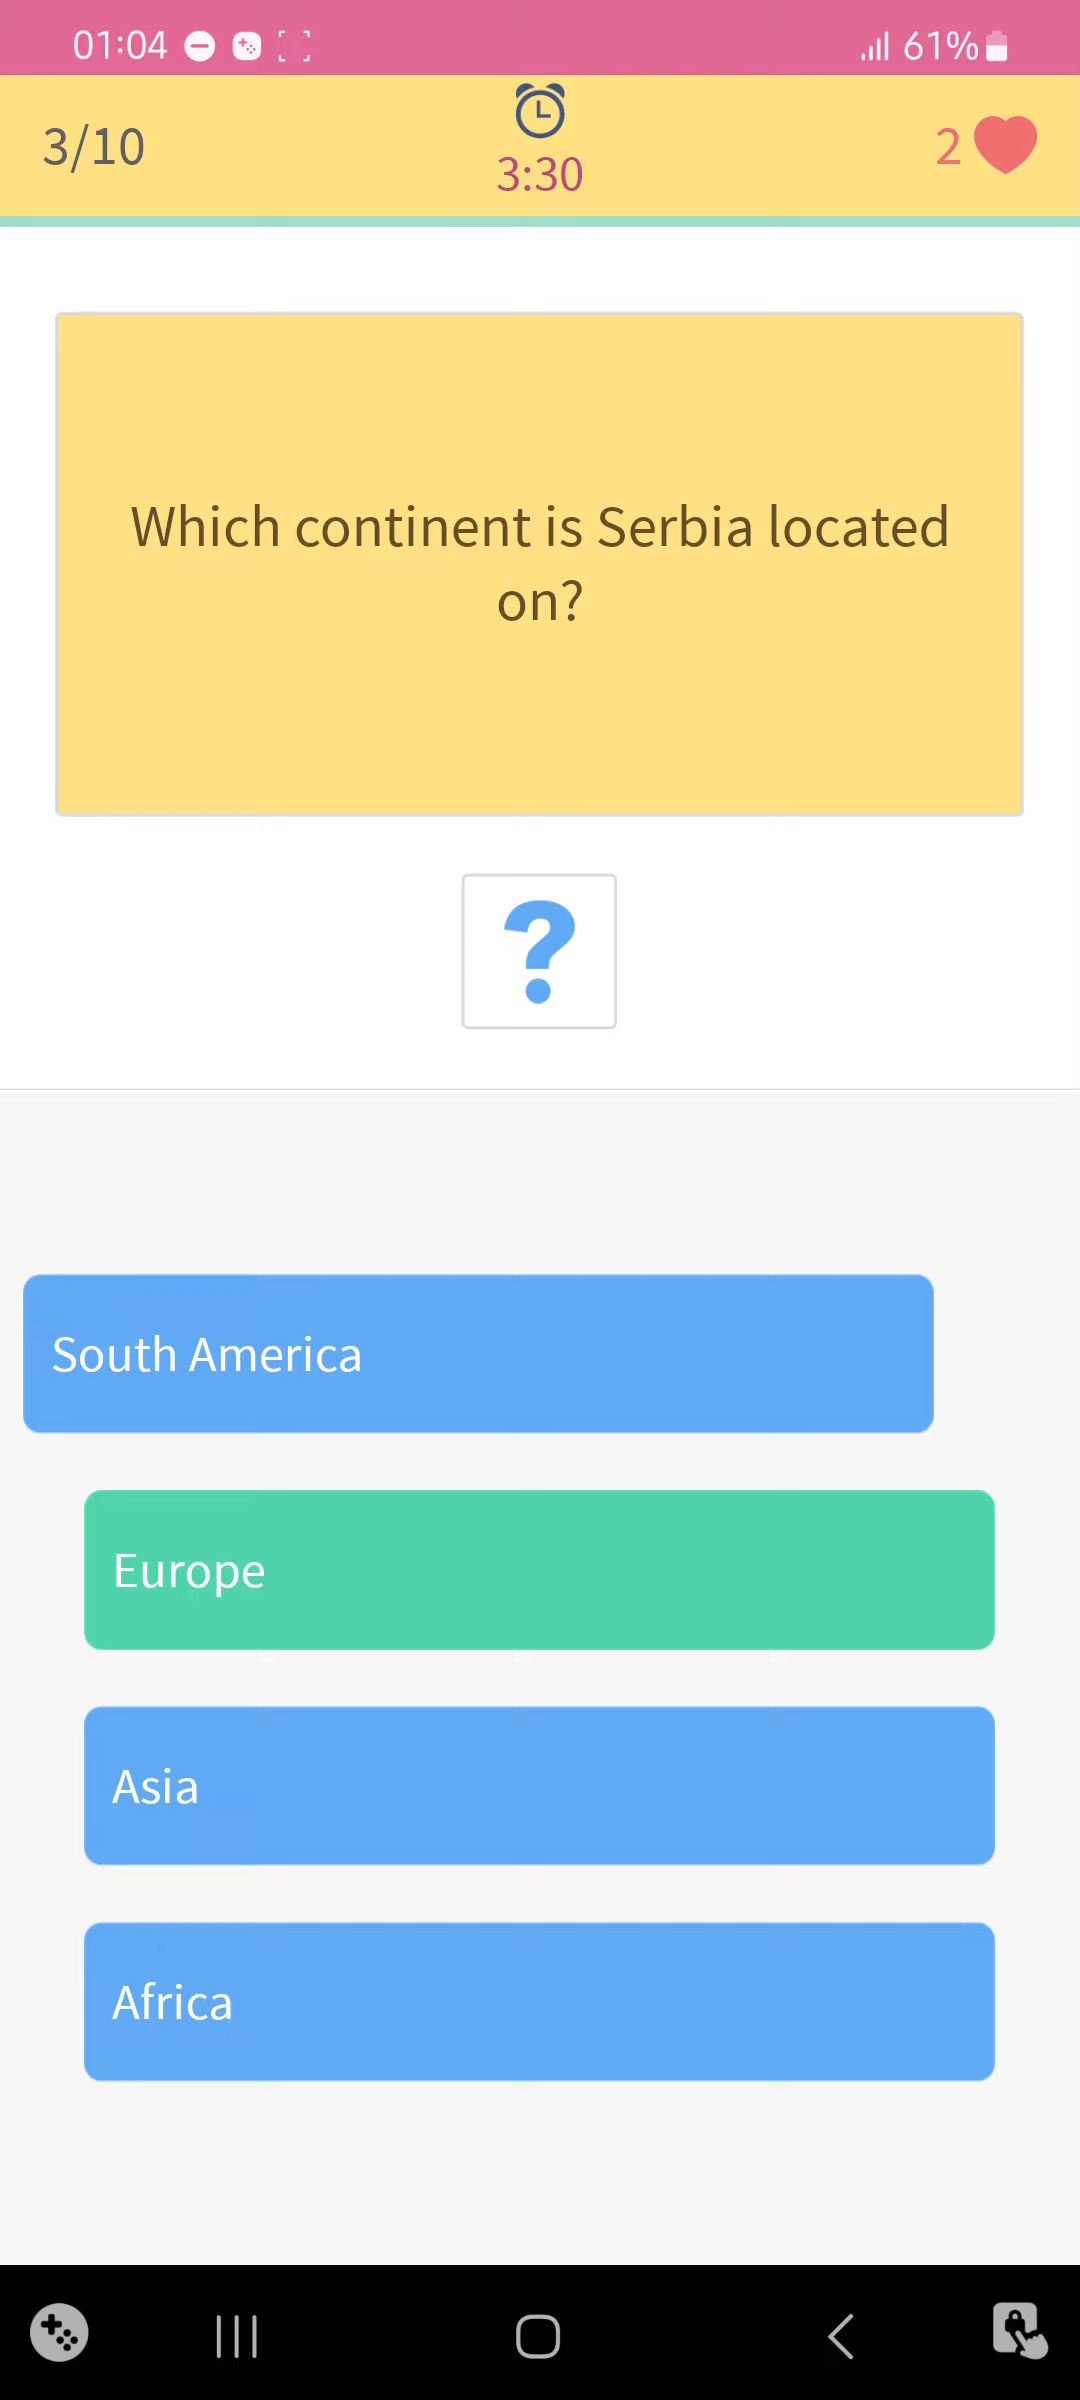 01:04
61%
3/10
3:30
2
Which continent is Serbia located
on?
?
South America
Europe
Asia
Africa